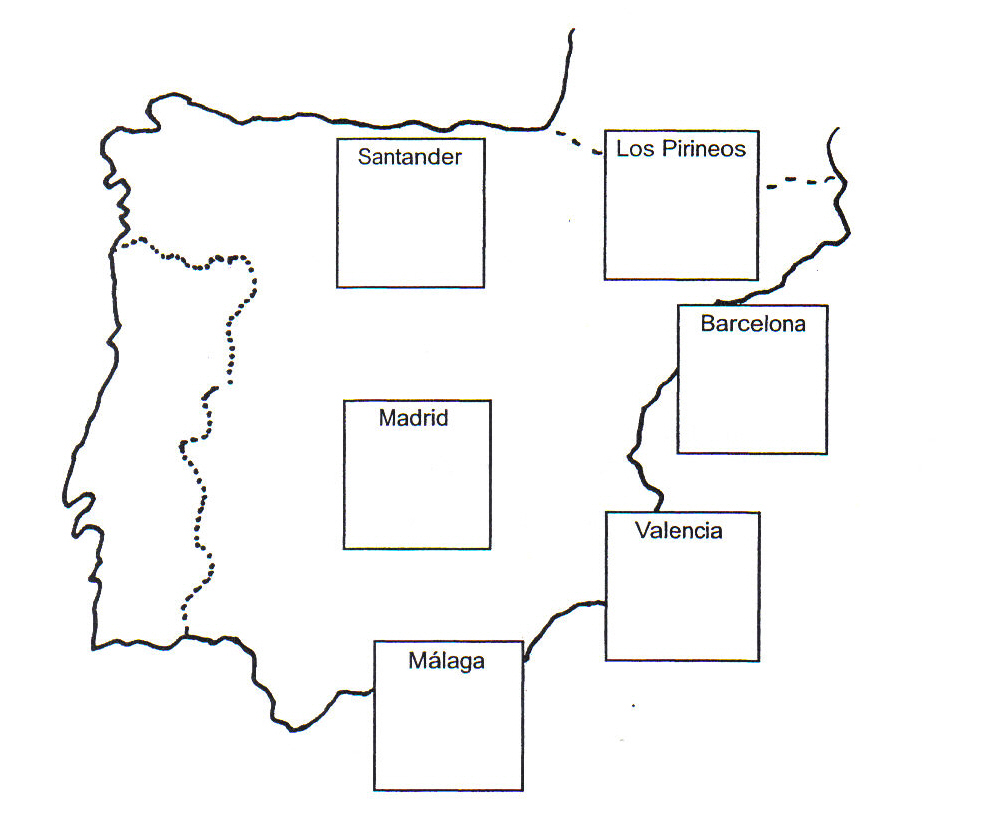 Santander
Los Pirineos
Barcelona
Madrid
Valencia
Málaga